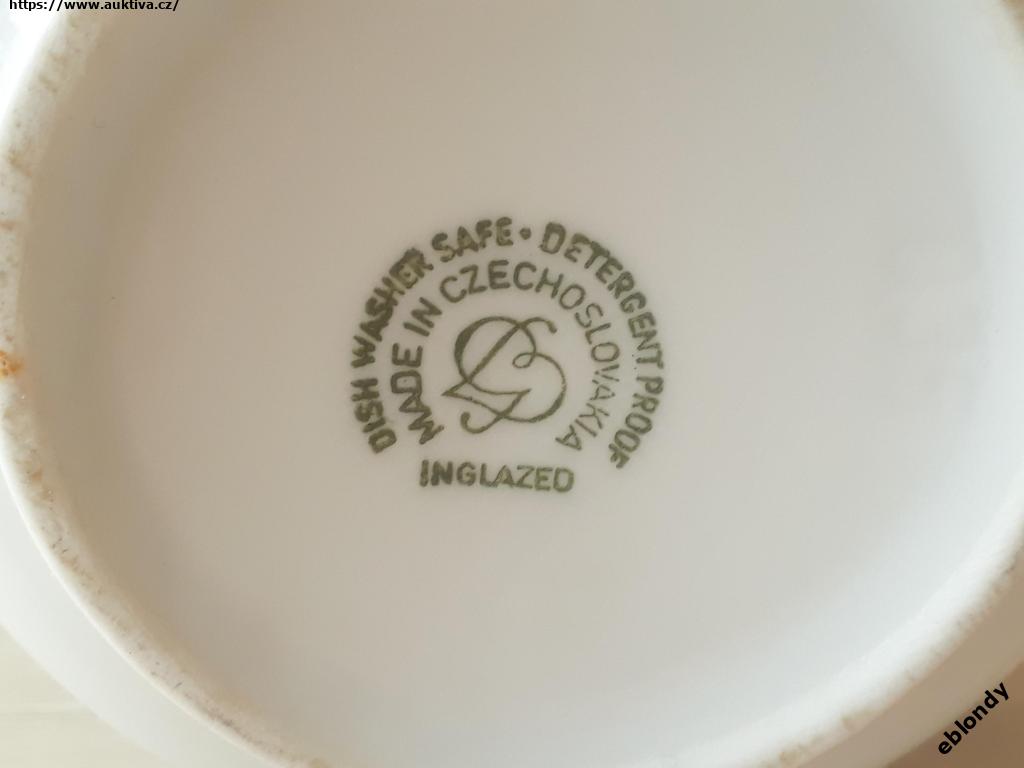 https://www.auktiva.cz/
DISH WASHER SAFE • DETERGENT PROOF
MADE IN CZECHOSLOVAKIA
INGLAZED
eblondy